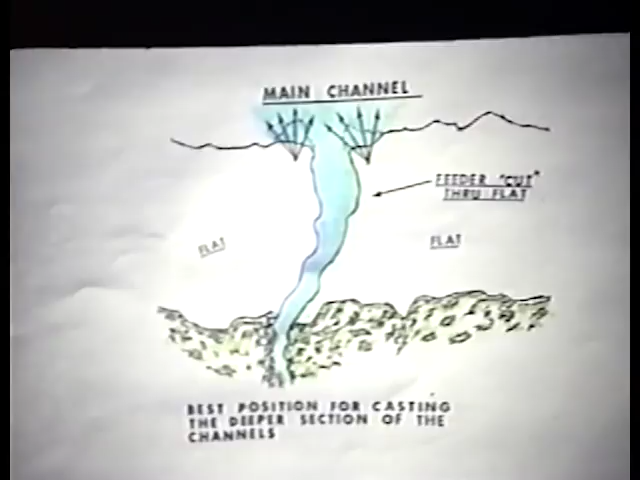 MAIN CHANNEL
FEEDER "CUT"
THRU FLAT
FLAT
FLAT
BEST POSITION FOR CASTING
THE DEEPER SECTION OF THE
CHANNELS